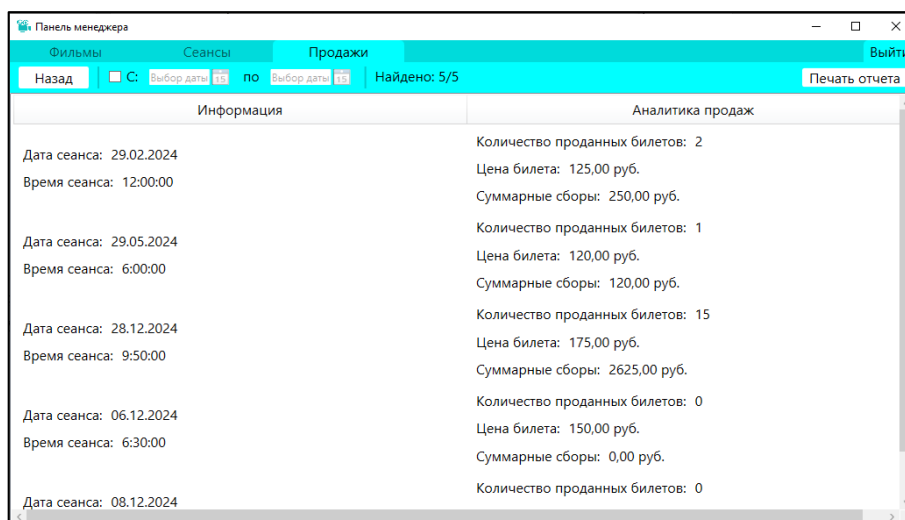 Панель менеджера
Фильмы Сеансы Продажи Выйти
Назад С: Выбор даты 15 по Выбор даты 15 Найдено: 5/5 Печать отчета
Информация Аналитика продаж
Количество проданных билетов: 2
Дата сеанса: 29.02.2024
Цена билета: 125,00 руб.
Время сеанса: 12:00:00
Суммарные сборы: 250,00 руб.
Количество проданных билетов: 1
Дата сеанса: 29.05.2024
Цена билета: 120,00 руб.
Время сеанса: 6:00:00
Суммарные сборы: 120,00 руб.
Количество проданных билетов: 15
Дата сеанса: 28.12.2024
Цена билета: 175,00 руб.
Время сеанса: 9:50:00
Суммарные сборы: 2625,00 руб.
Количество проданных билетов: 0
Дата сеанса: 06.12.2024
Цена билета: 150,00 руб.
Время сеанса: 6:30:00
Суммарные сборы: 0,00 руб.
Количество проданных билетов: 0
Дата сеанса: 08.12.2024